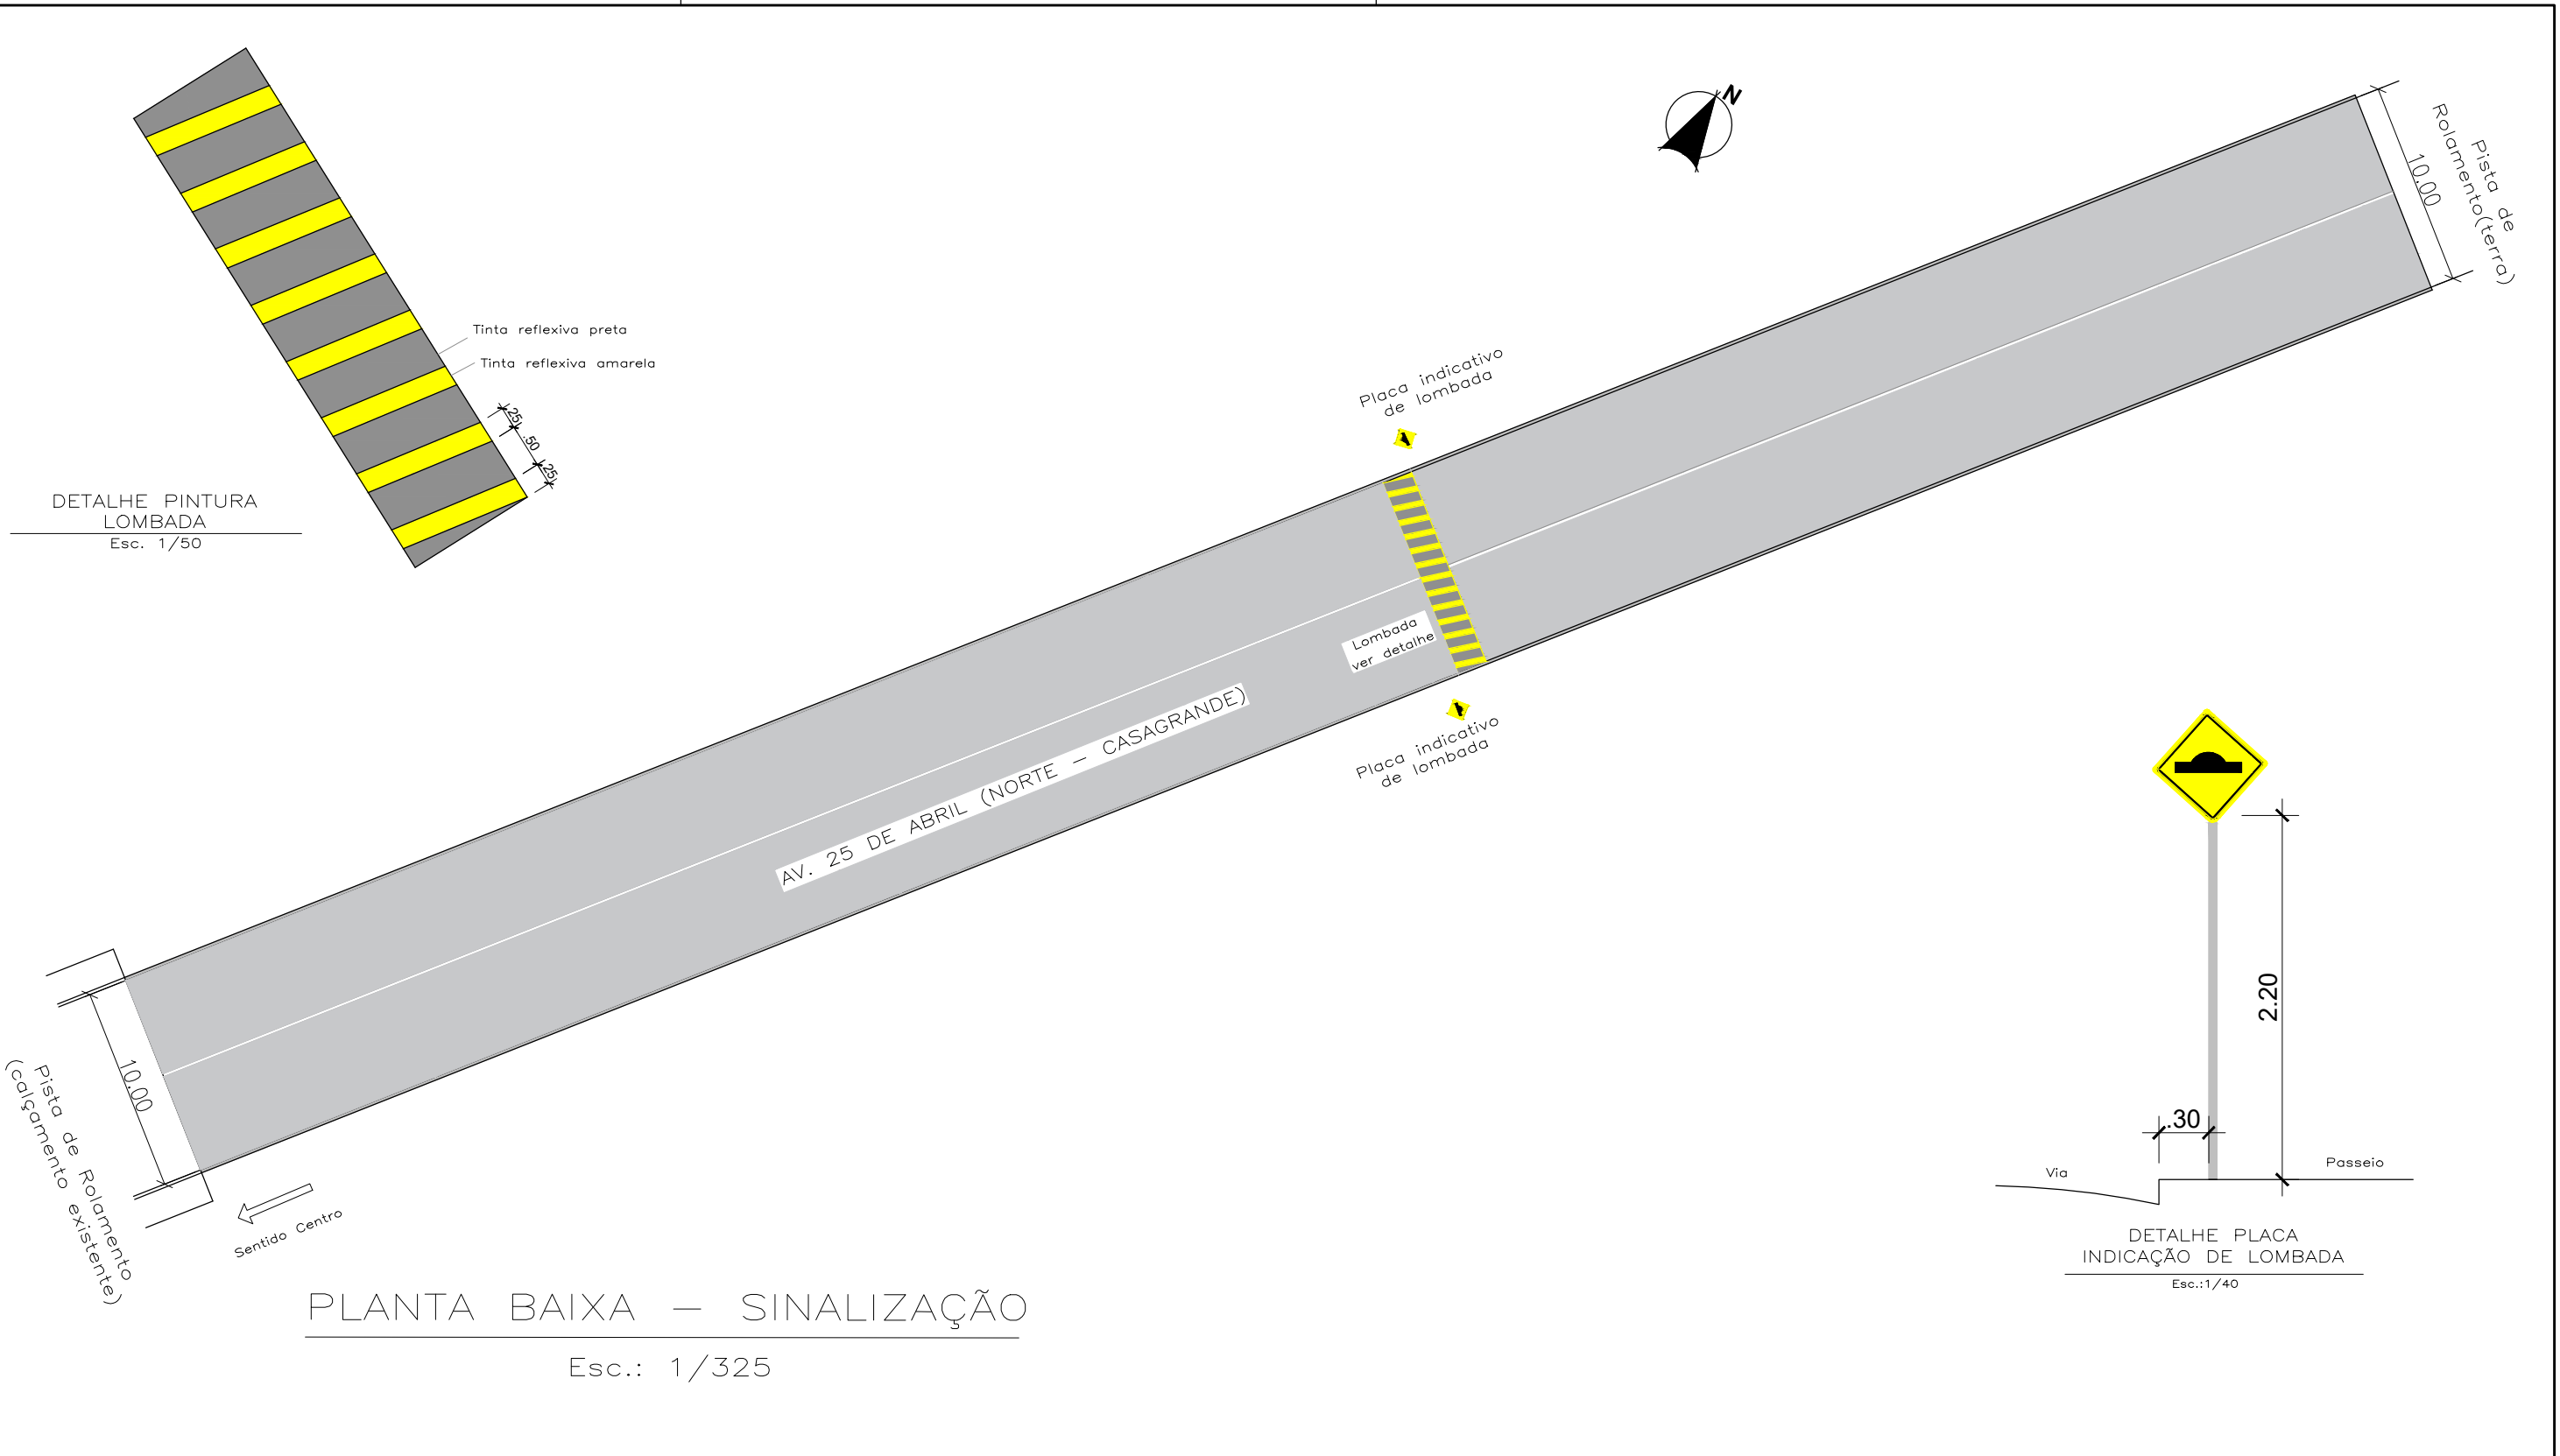 N
Pista de
Rolamento(terra)
10.00
Tinta reflexiva preta
Tinta reflexiva amarela
.25
.50
.25
DETALHE PINTURA
LOMBADA
Esc. 1/50
Placa indicativo
de lombada
Lombada
ver detalhe
AV. 25 DE ABRIL (NORTE – CASAGRANDE)
Placa indicativo
de lombada
10.00
Pista de Rolamento
(calçamento existente)
Sentido Centro
PLANTA BAIXA – SINALIZAÇÃO
Esc.: 1/325
2.20
.30
Via
Passeio
DETALHE PLACA
INDICAÇÃO DE LOMBADA
Esc.:1/40